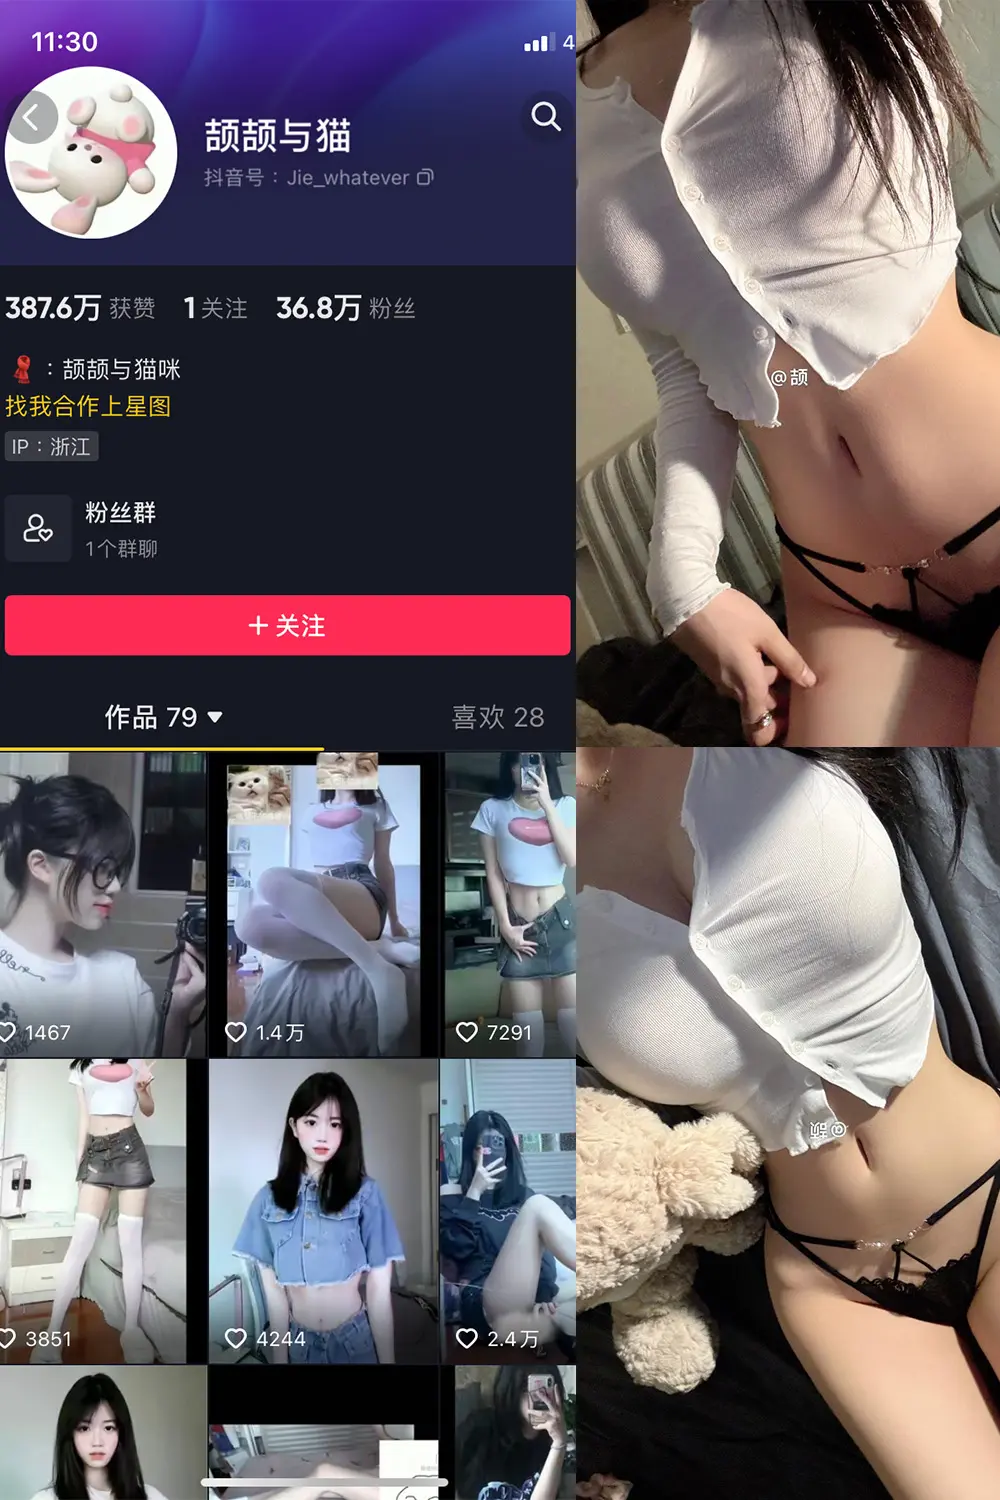 11:30
4
颉颉与猫
抖音号：Jie_whatever
387.6万 获赞 1 关注 36.8万 粉丝
：颉颉与猫咪
找我合作上星图
IP：浙江
粉丝群
1个群聊
+ 关注
作品 79
喜欢 28
1467
1.4万
7291
3851
4244
2.4万
@颉
@颉